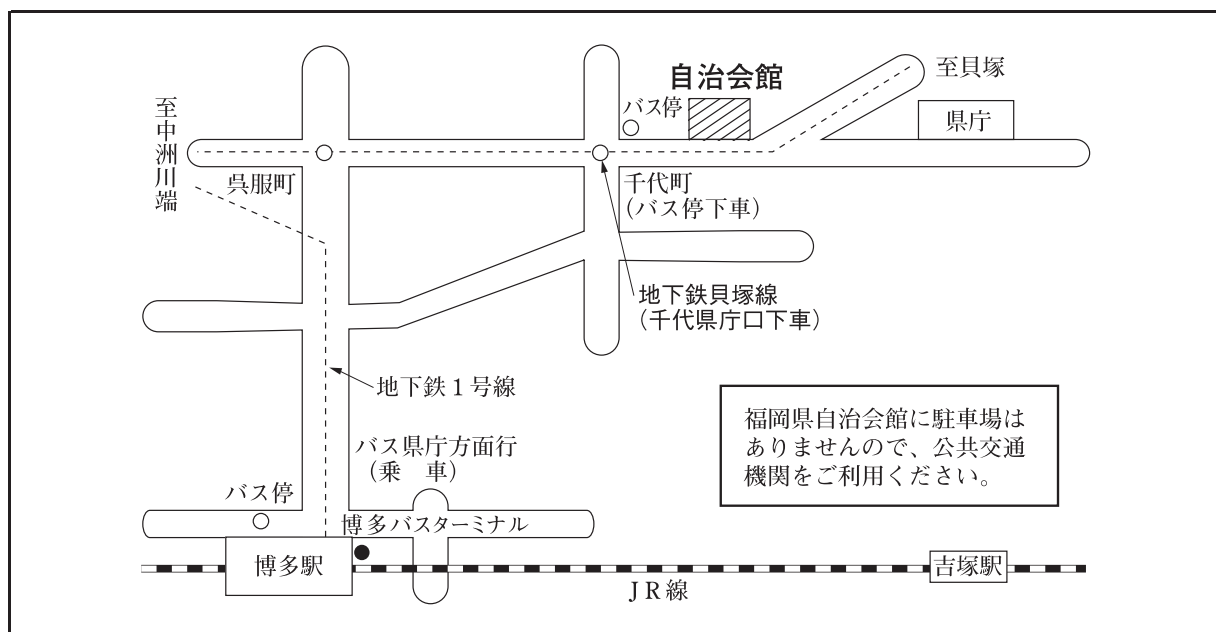 自治会館
至貝塚
バス停
県庁
至中洲川端
呉服町
千代町
(バス停下車)
地下鉄貝塚線
(千代県庁口下車)
地下鉄1号線
福岡県自治会館に駐車場は
ありませんので、公共交通
機関をご利用ください。
バス県庁方面行
(乗 車)
バス停
博多バスターミナル
博多駅
吉塚駅
JR線